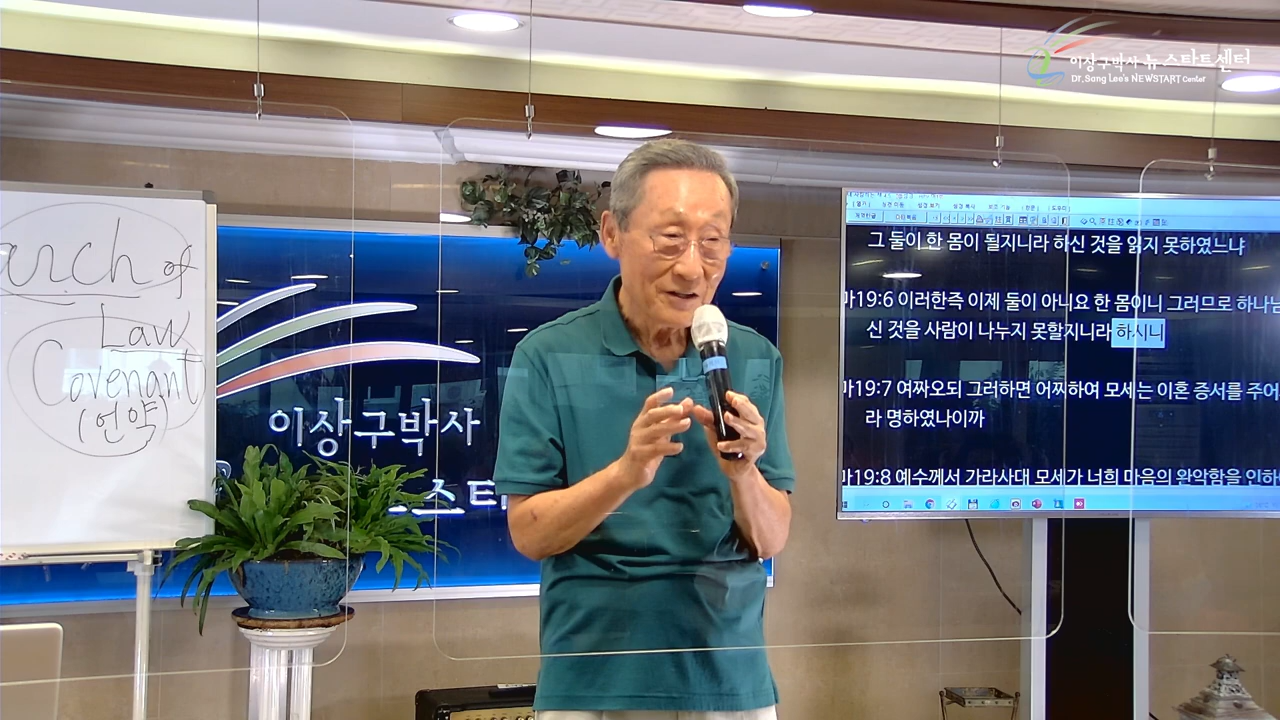 이상구박사 뉴스타트센터
Dr. Sang Lee's NEWSTART Center
arch of
Law
Covenant
(언약)
이상구박사
스타
그 둘이 한 몸이 될지니라 하신 것을 읽지 못하였느냐
마19:6 이러한즉 이제 둘이 아니요 한 몸이니 그러므로 하나님
신 것을 사람이 나누지 못할지니라 하시니
마19:7 여짜오되 그러하면 어찌하여 모세는 이혼 증서를 주어
라 명하였나이까
마19:8 예수께서 가라사대 모세가 너희 마음의 완악함을 인하